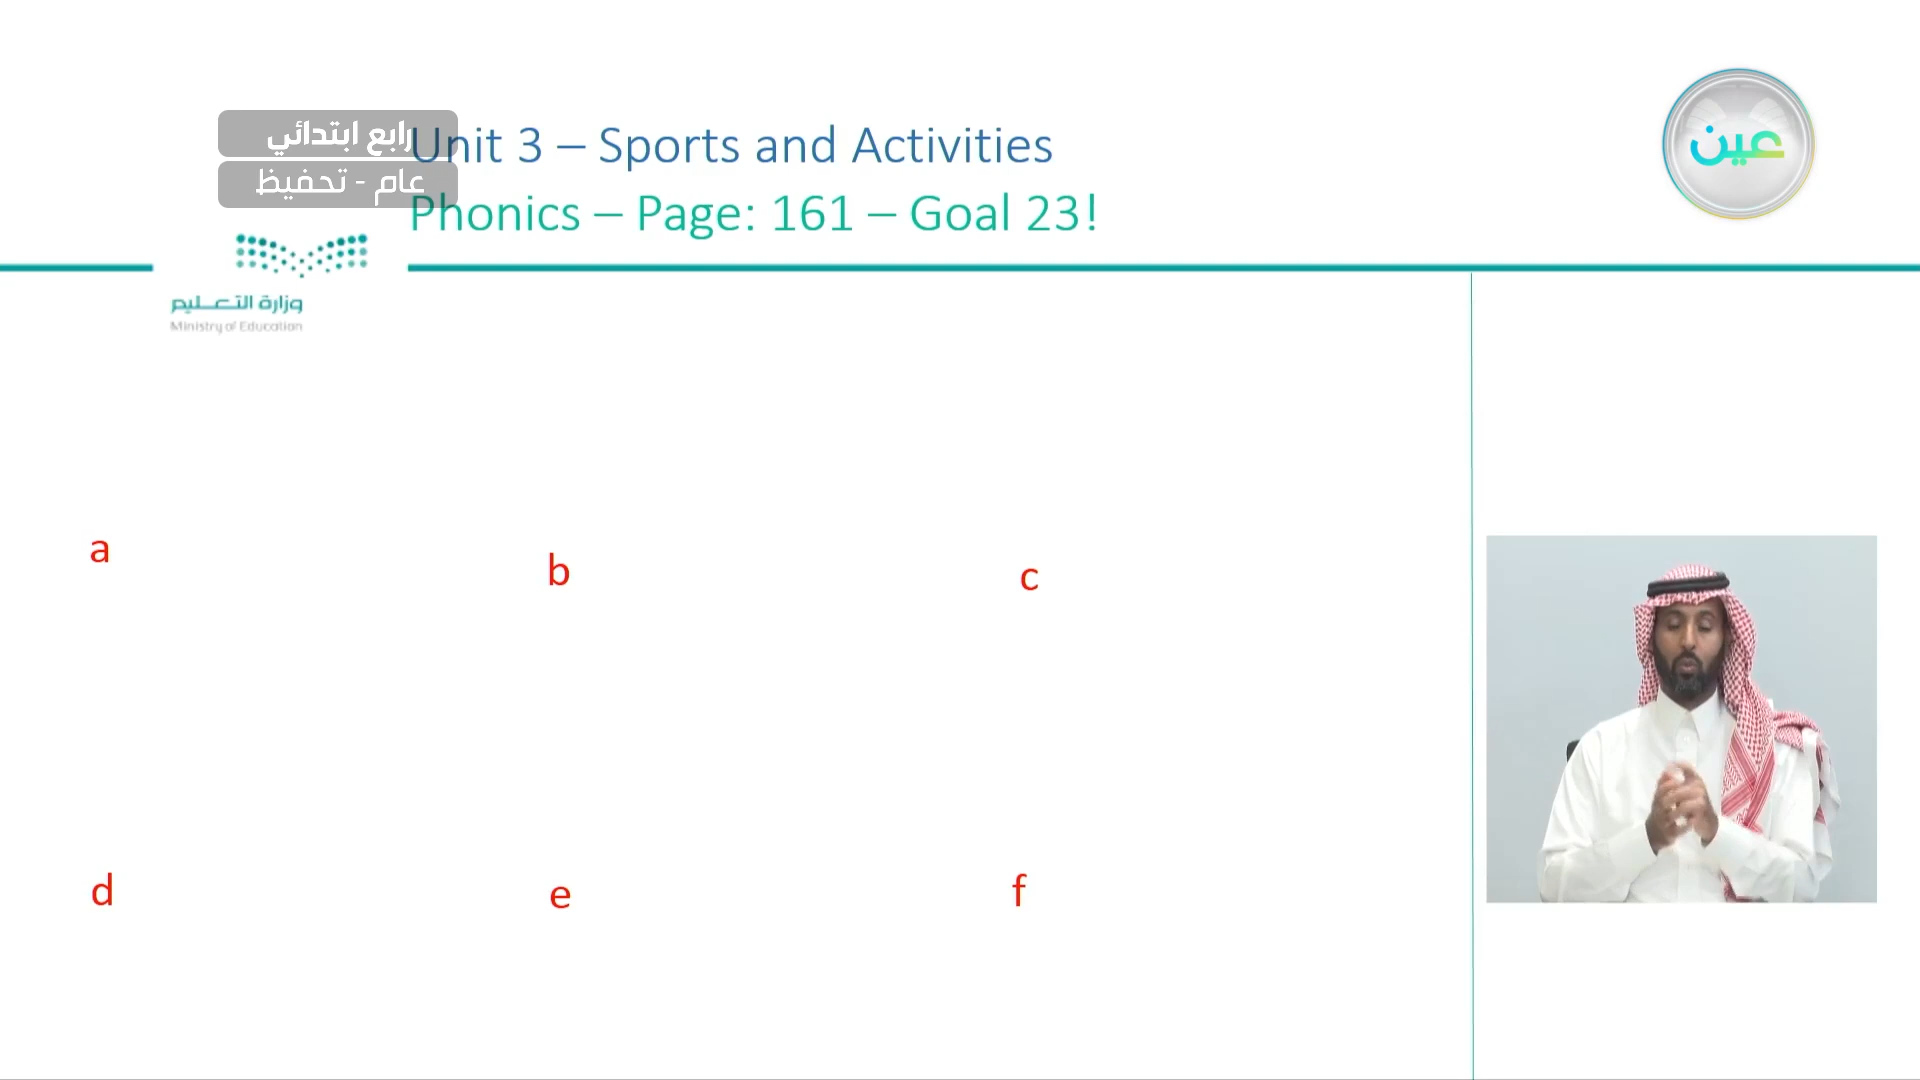 رابع ابتدائي
عام - تحفيظ
Unit 3 – Sports and Activities
Phonics – Page: 161 – Goal 23!
عين
وزارة التعليم
Ministry of Education
a
b
c
d
e
f